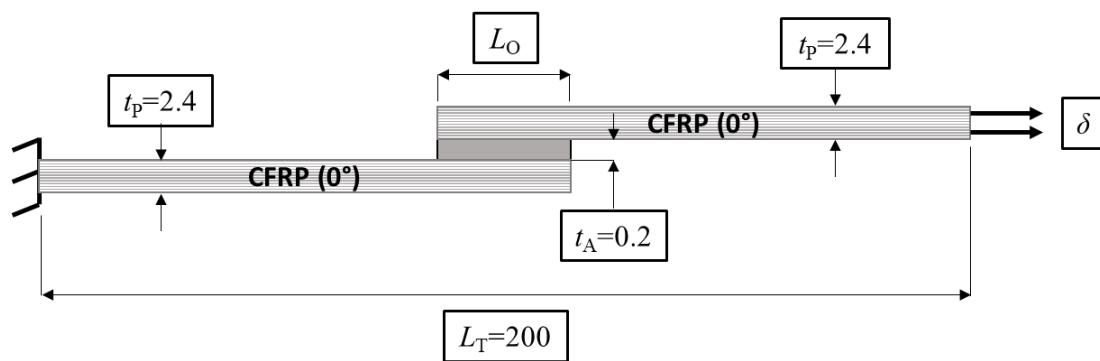 L_O
t_P=2.4
t_P=2.4
CFRP (0°)
δ
CFRP (0°)
t_A=0.2
L_T=200